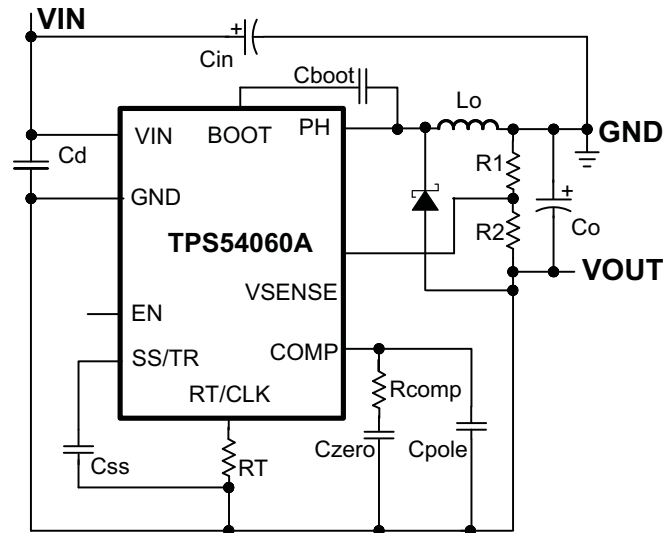 VIN
+
Cin
Cboot
Lo
VIN
BOOT
PH
GND
Cd
R1
GND
+
TPS54060A
R2
Co
VOUT
VSENSE
EN
COMP
SS/TR
RT/CLK
Rcomp
Css
RT
Czero
Cpole